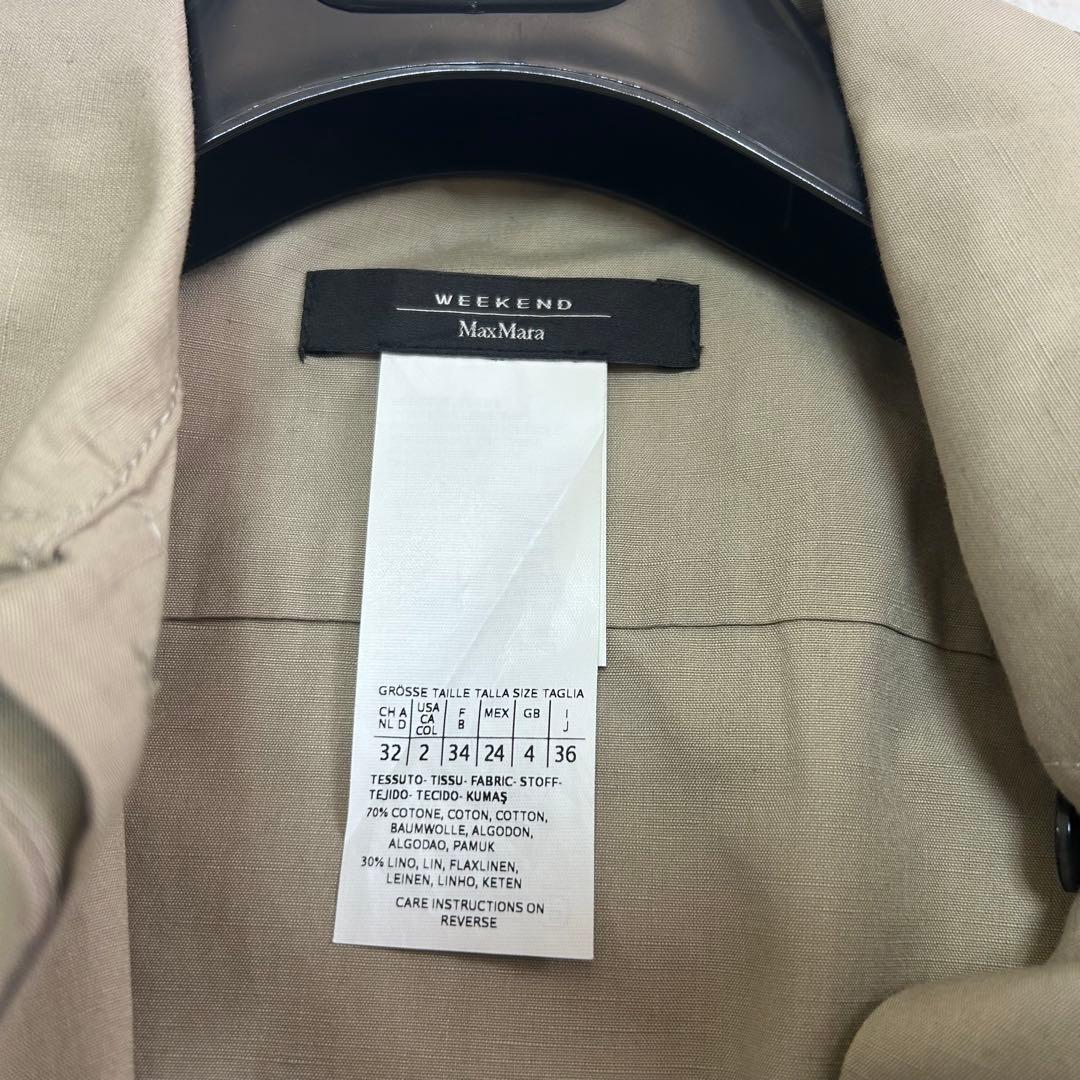 WEEKEND
MaxMara
GRÖSSE TAILLE TALLA SIZE TAGLIA
CH A NL D | USA CA COL | F B | MEX | GB | I J
32 | 2 | 34 | 24 | 4 | 36
TESSUTO- TISSU- FABRIC- STOFF-
TEJIDO- TECIDO- KUMAŞ
70% COTONE, COTON, COTTON,
BAUMWOLLE, ALGODON,
ALGODAO, PAMUK
30% LINO, LIN, FLAXLINEN,
LEINEN, LINHO, KETEN
CARE INSTRUCTIONS ON
REVERSE